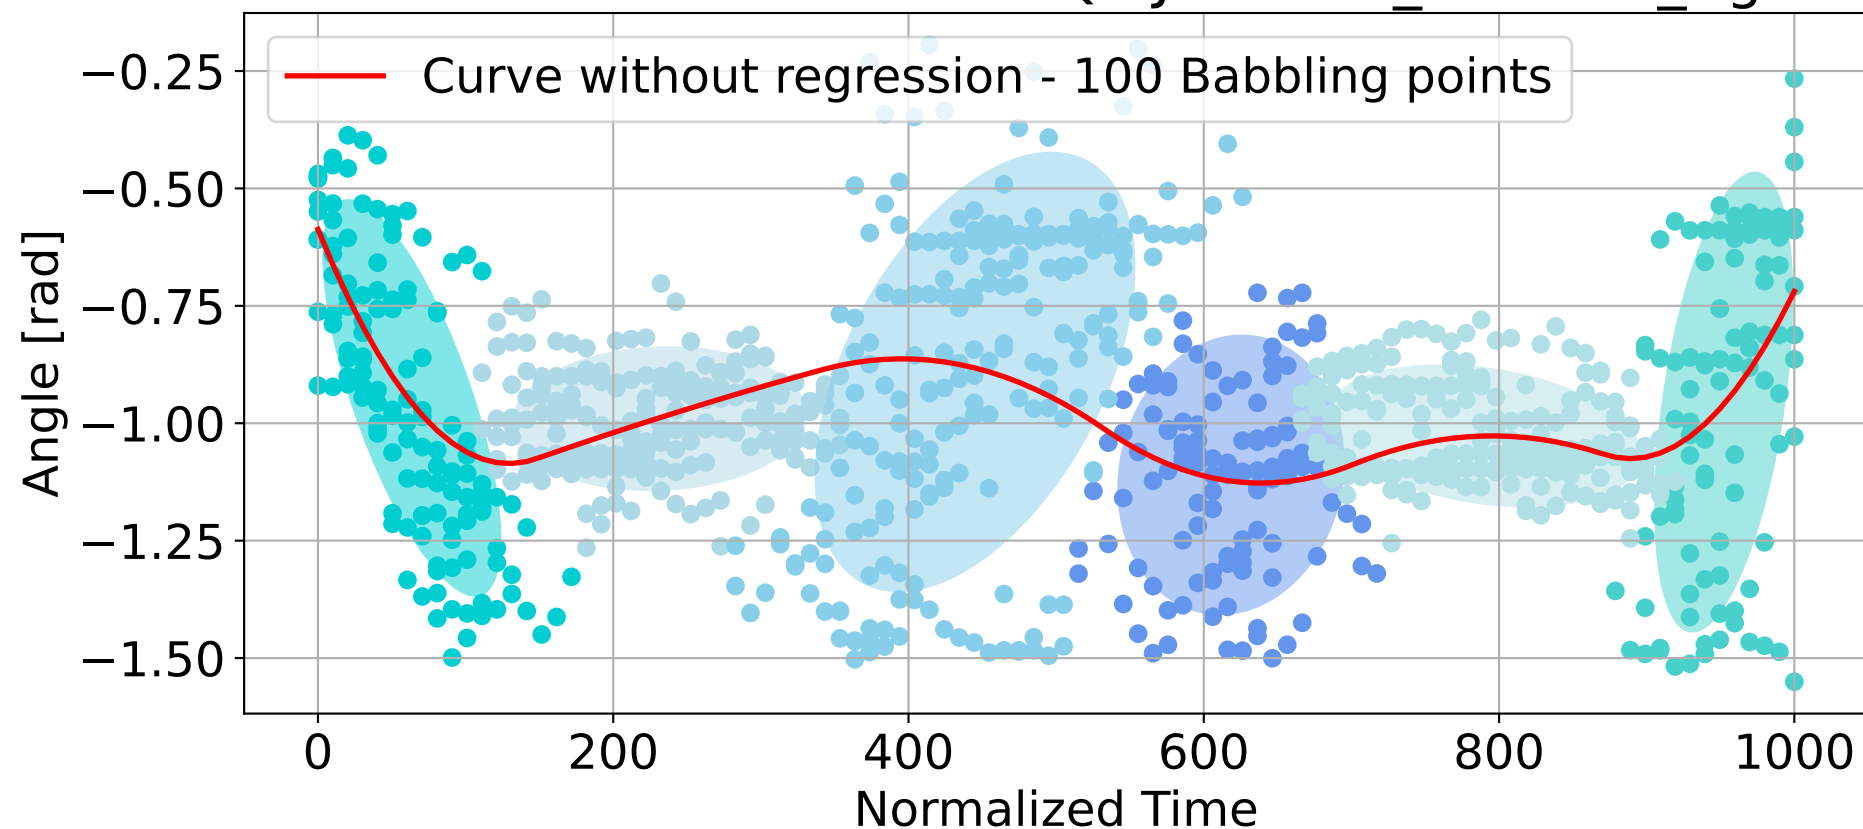 Curve without regression - 100 Babbling points
−0.25
−0.50
−0.75
−1.00
−1.25
−1.50
Angle [rad]
0 200 400 600 800 1000
Normalized Time